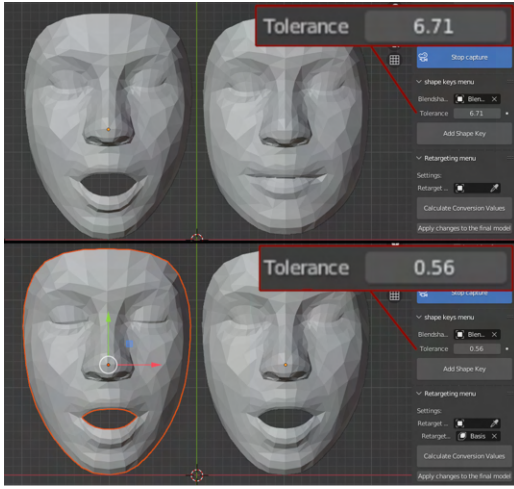 Tolerance 6.71
Stop capture
shape keys menu
Blendsha.. Blen..
Tolerance 6.71
Add Shape Key
Retargeting menu
Settings:
Retarget ...
Calculate Conversion Values
Apply changes to the final model
Tolerance 0.56
Stop capture
shape keys menu
Blendsha.. Blen..
Tolerance 0.56
Add Shape Key
Retargeting menu
Settings:
Retarget ...
Retarget... Basis
Calculate Conversion Values
Apply changes to the final model